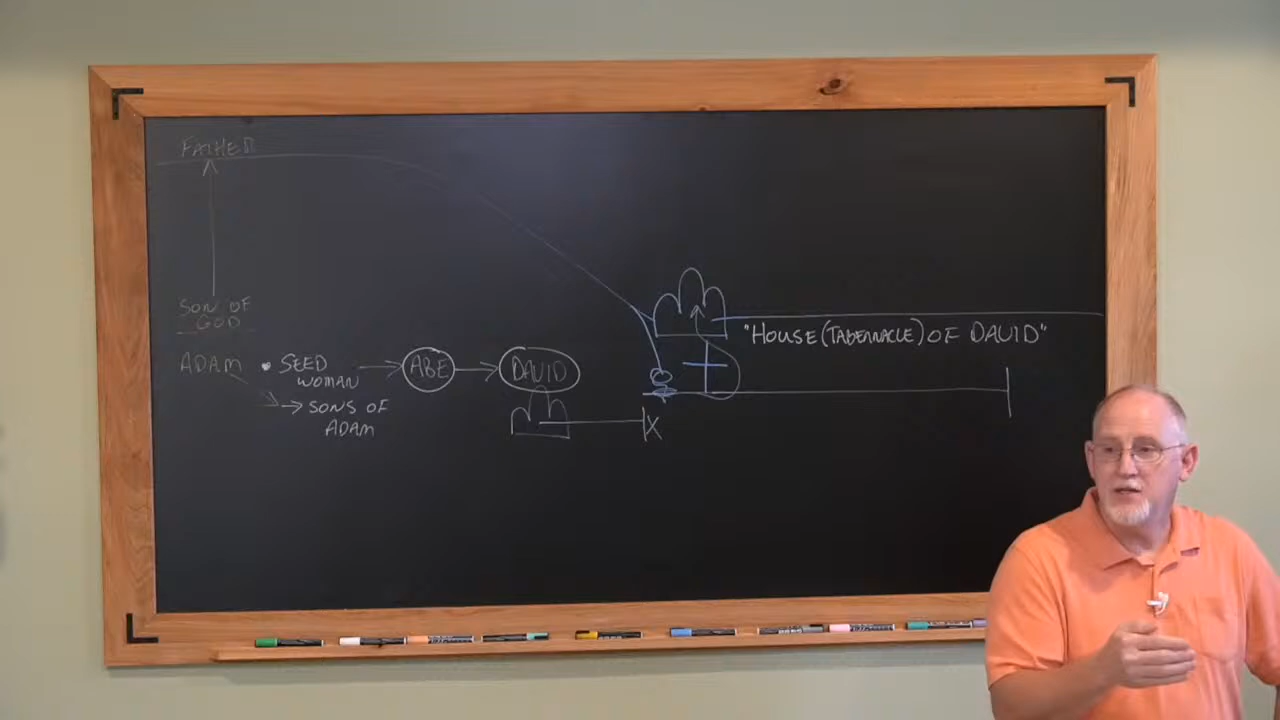 FATHER
SON OF
GOD
ADAM
SEED
WOMAN
SONS OF
ADAM
ABE
DAVID
X
"HOUSE (TABERNACLE) OF DAVID"